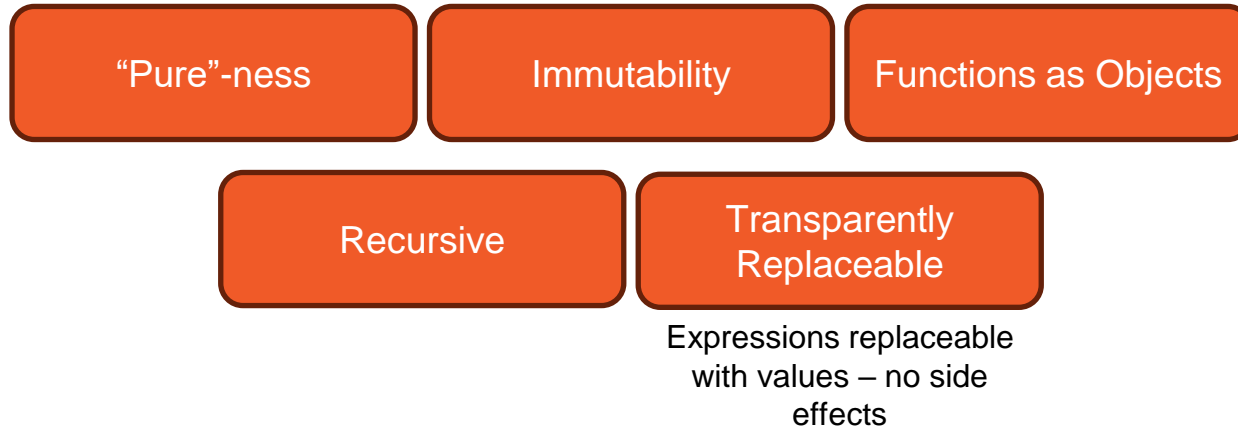 “Pure”-ness
Immutability
Functions as Objects
Recursive
Transparently
Replaceable
Expressions replaceable
with values – no side
effects